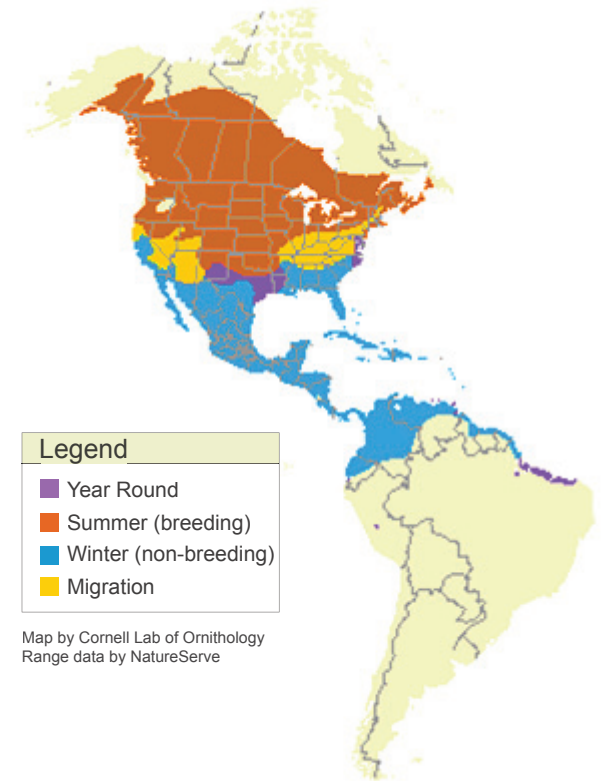 Legend
Year Round
Summer (breeding)
Winter (non-breeding)
Migration
Map by Cornell Lab of Ornithology
Range data by NatureServe